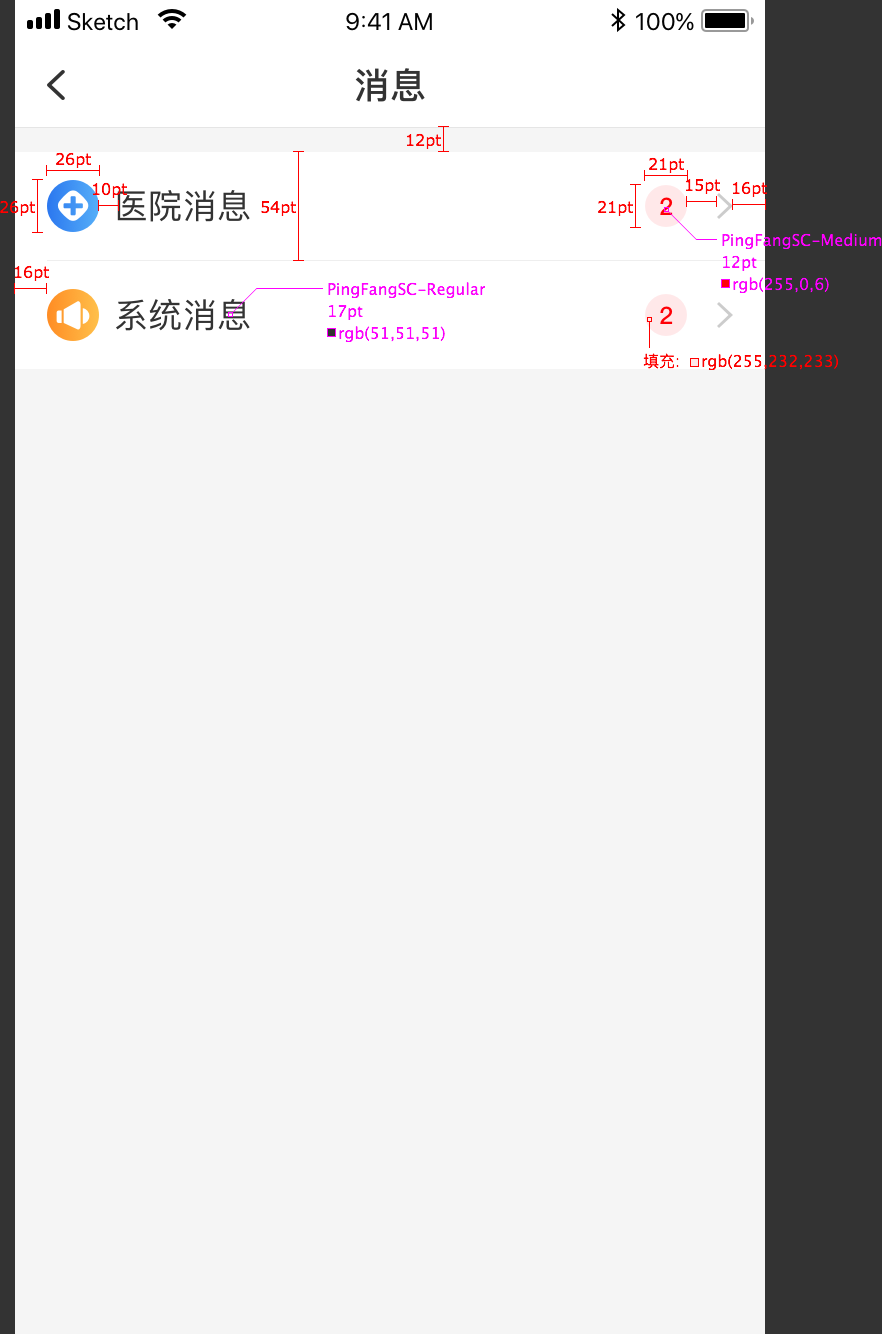 Sketch 9:41 AM 100%
消息
12pt
26pt 21pt
10pt 15pt 16pt
26pt 医院消息 54pt 21pt 2
PingFangSC-Medium
12pt
rgb(255,0,6)
16pt
系统消息 2
PingFangSC-Regular
17pt
rgb(51,51,51)
填充: rgb(255,232,233)